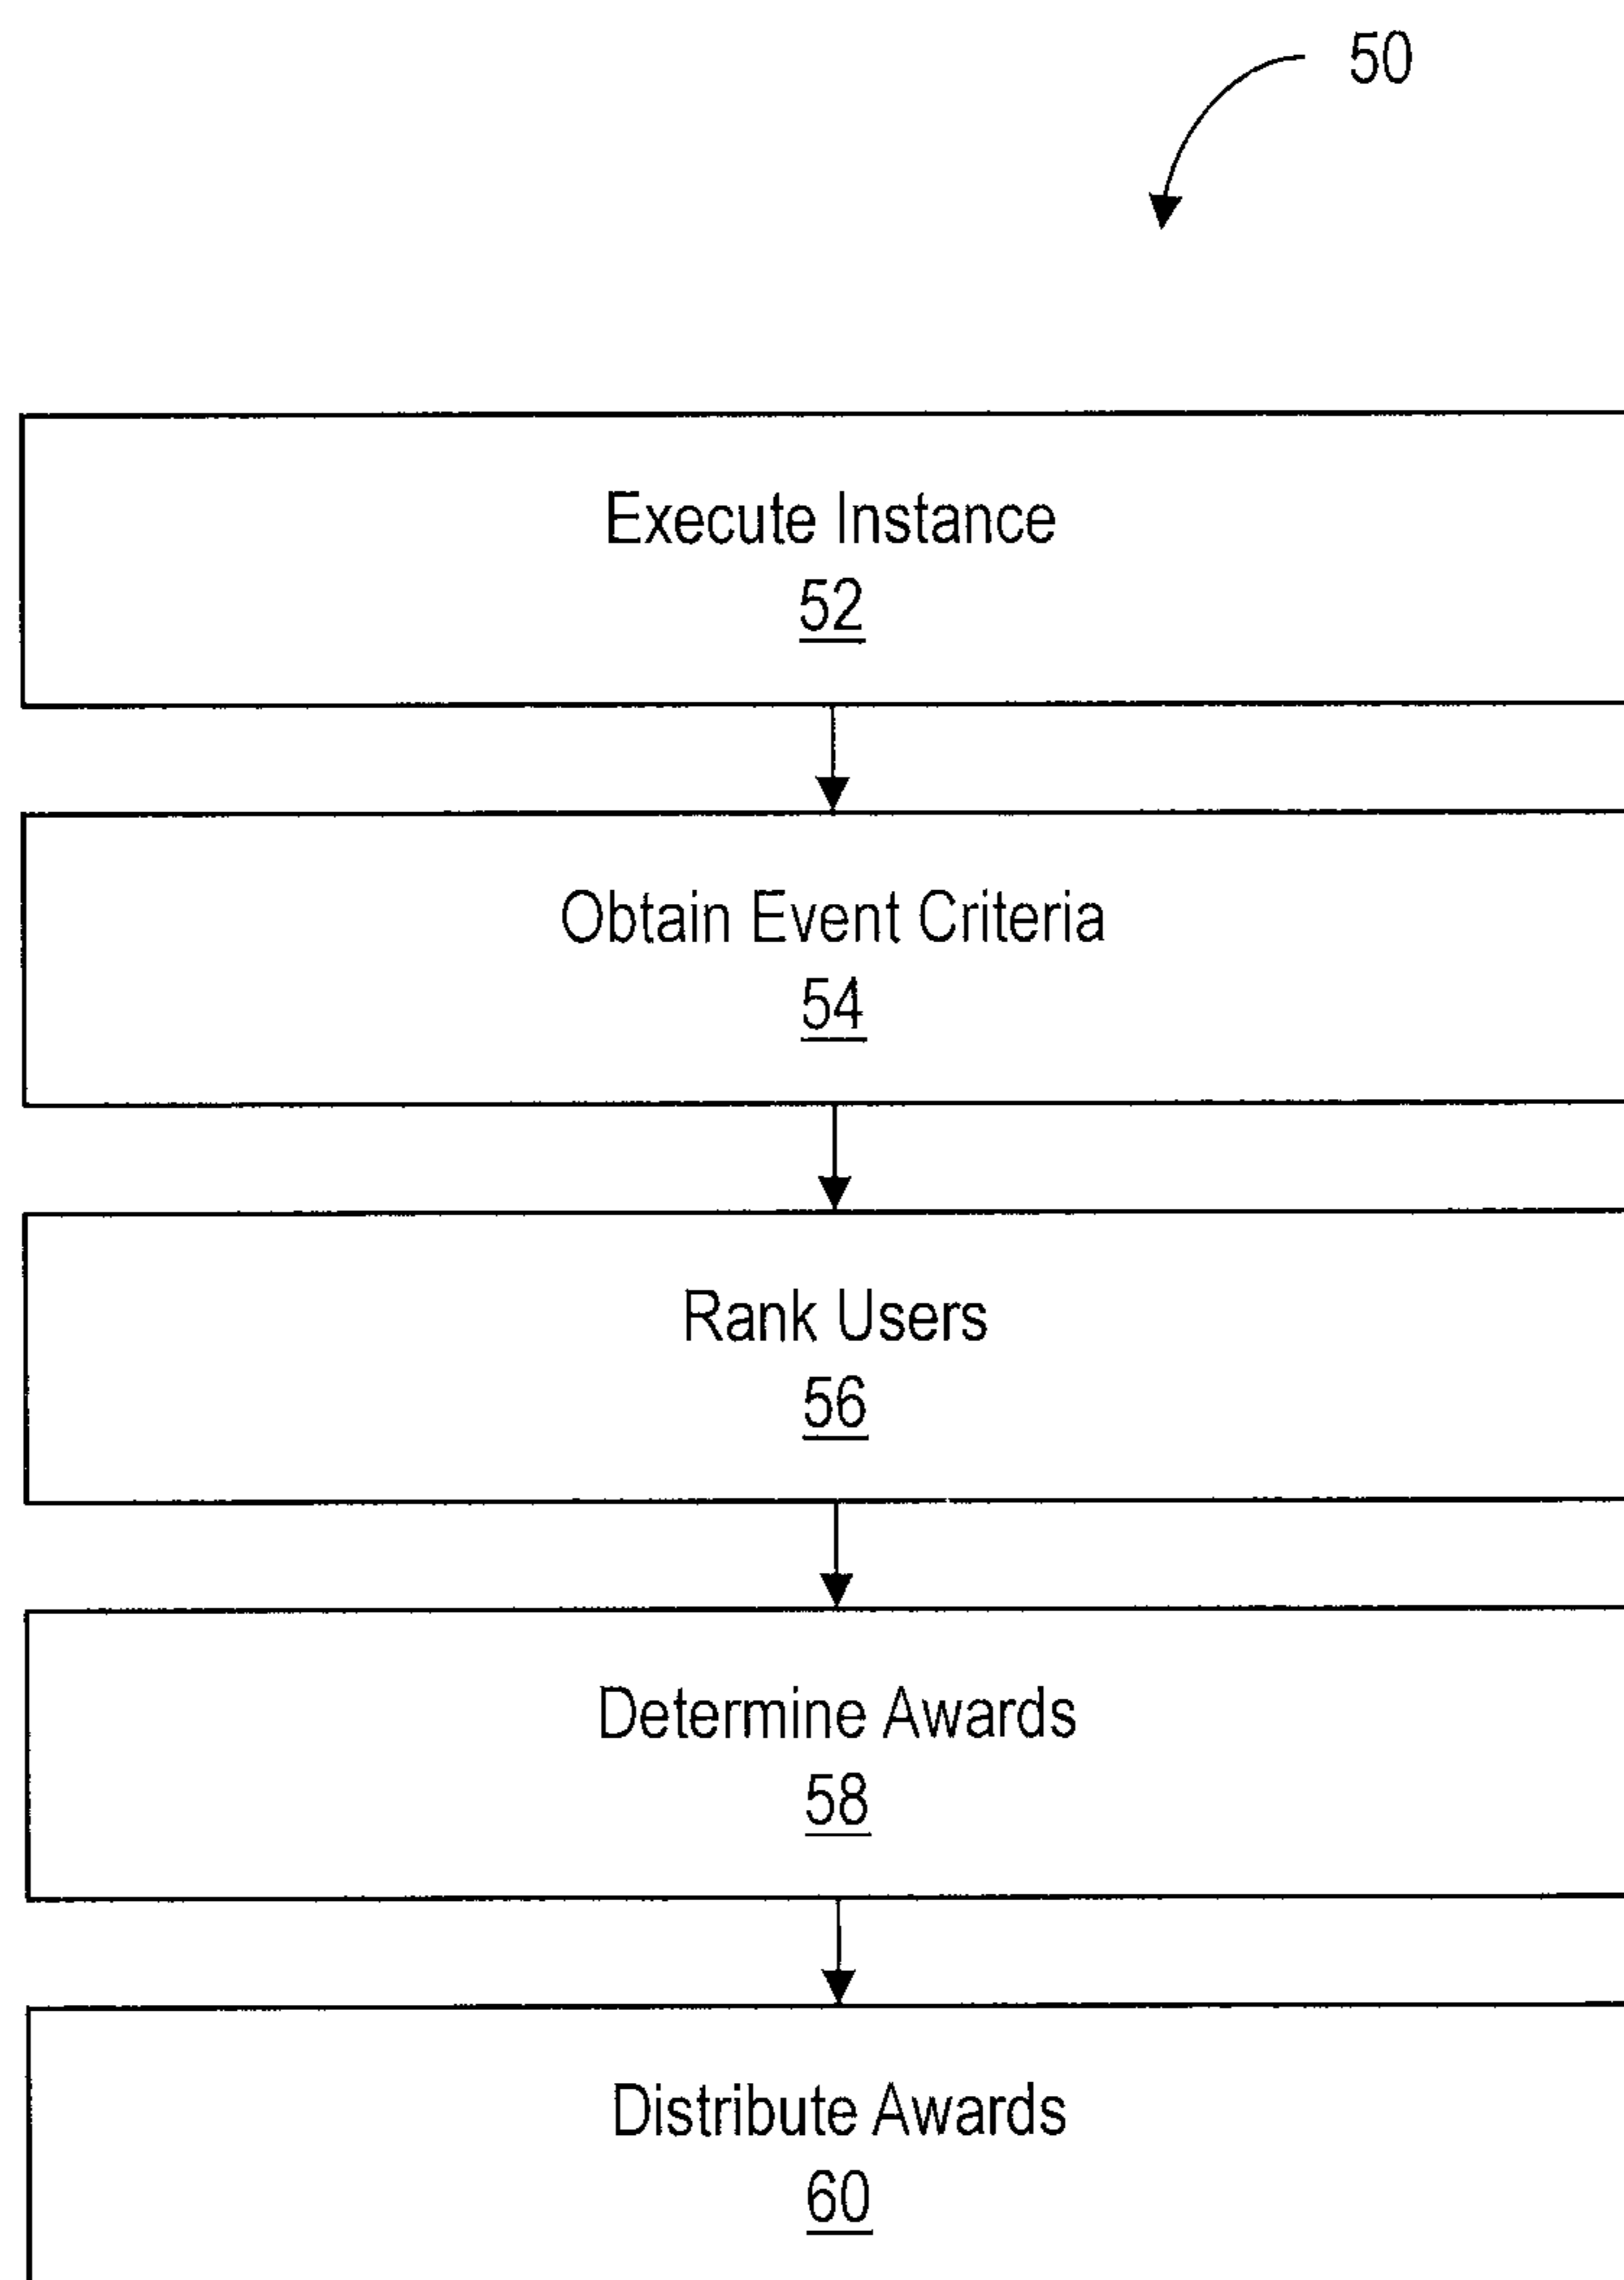 50
Execute Instance
52
Obtain Event Criteria
54
Rank Users
56
Determine Awards
58
Distribute Awards
60